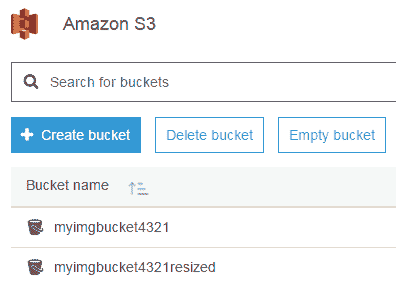 Amazon S3
Search for buckets
+ Create bucket Delete bucket Empty bucket
Bucket name
myimgbucket4321
myimgbucket4321resized